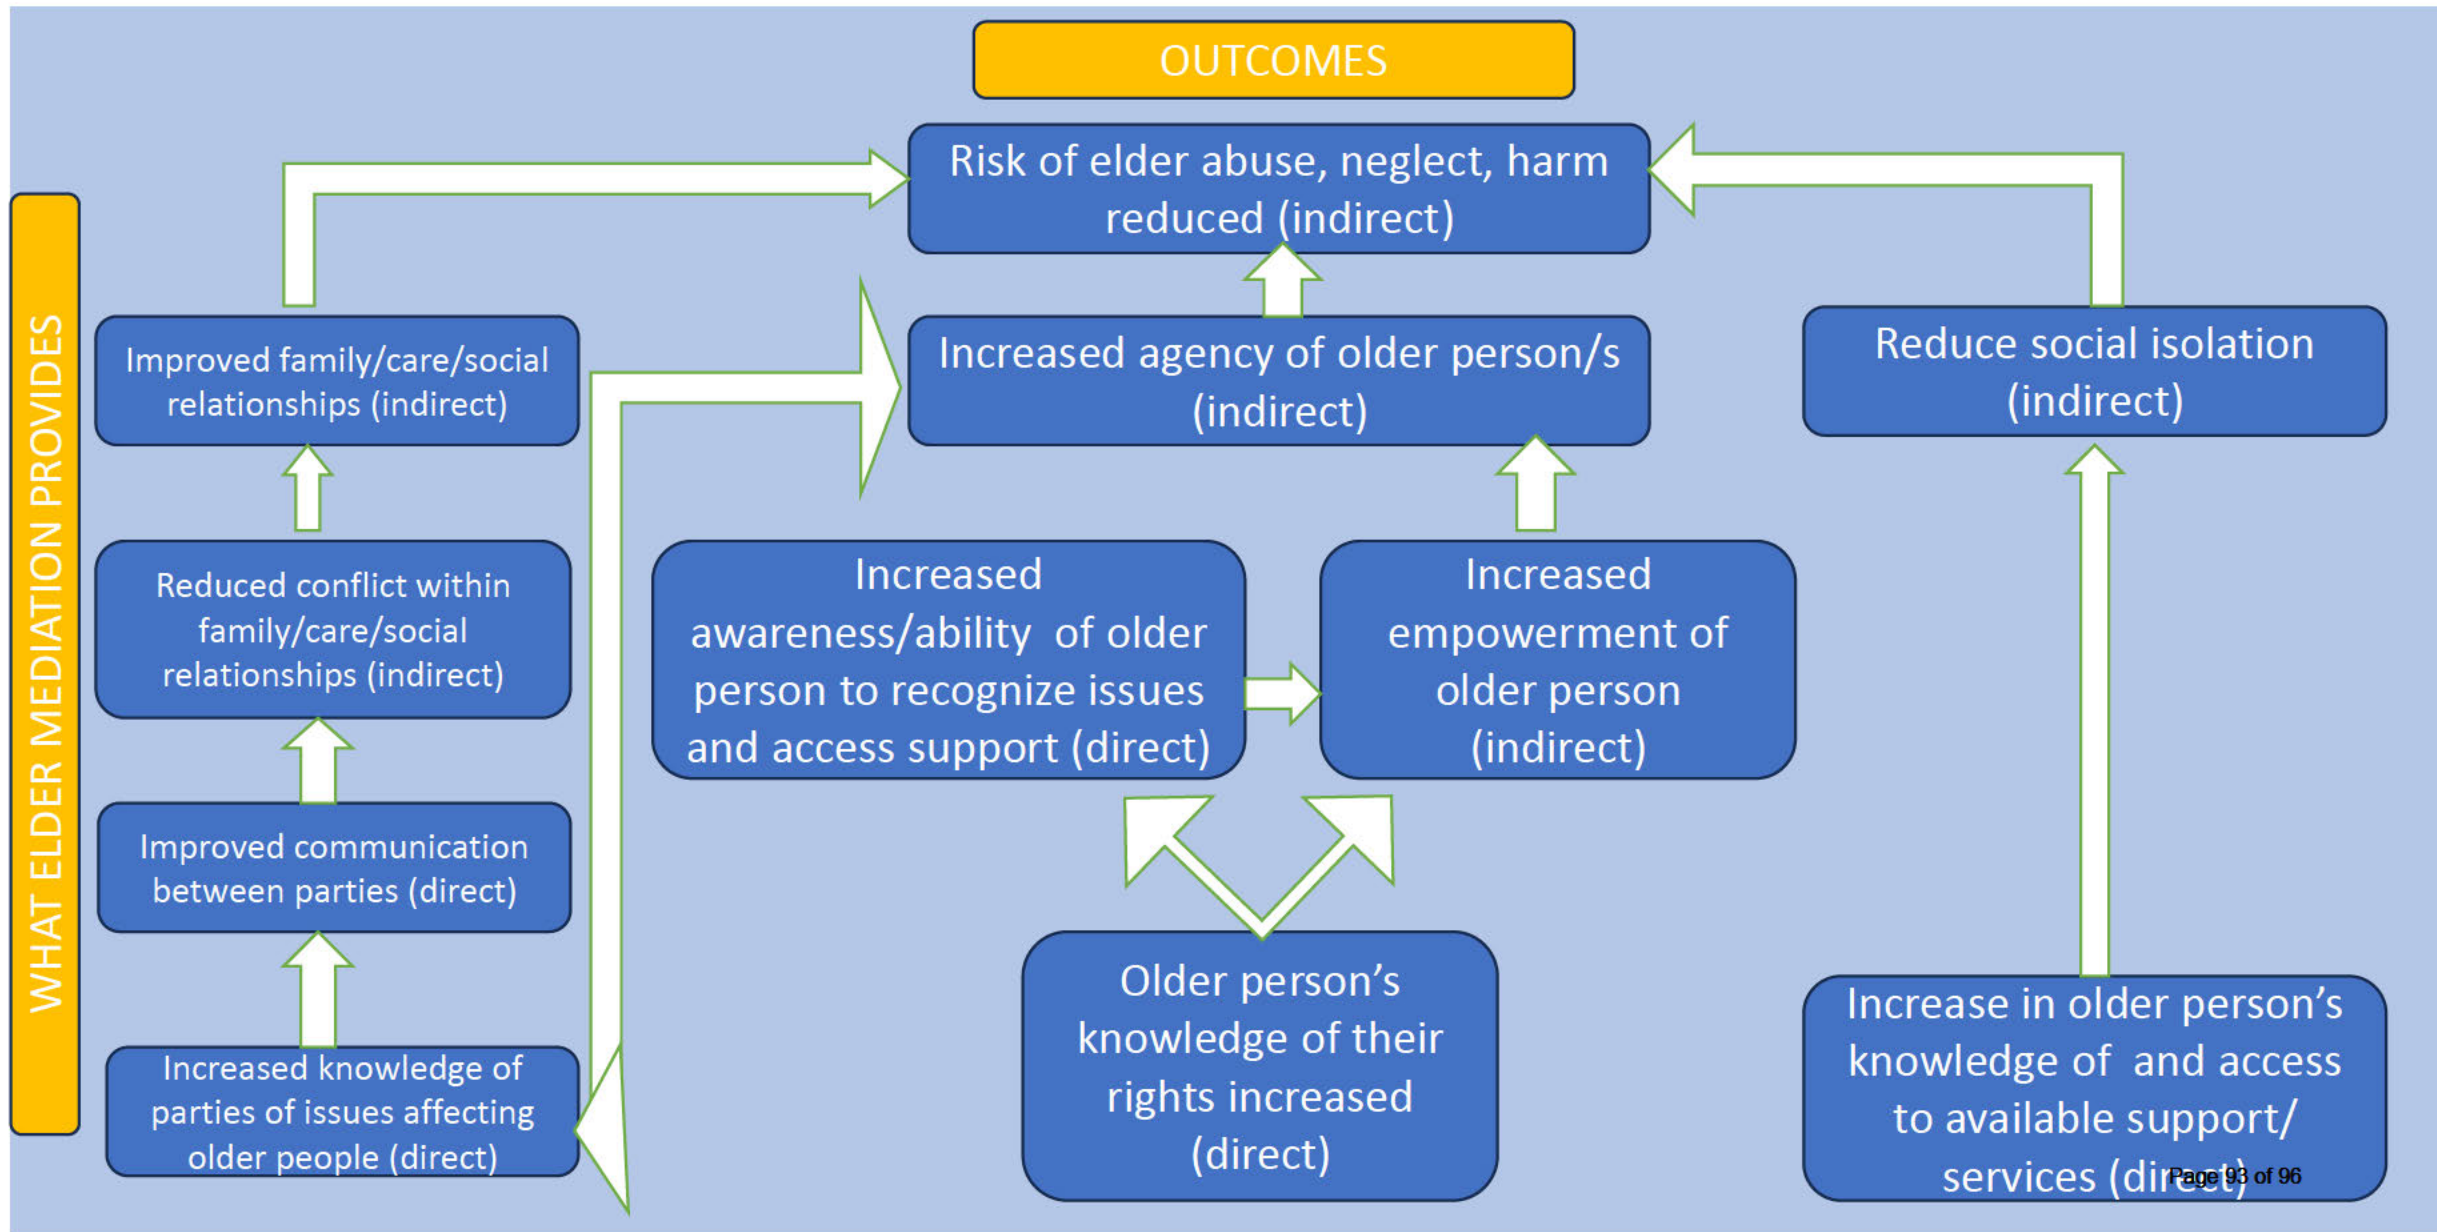 OUTCOMES
Risk of elder abuse, neglect, harm
reduced (indirect)
WHAT ELDER MEDIATION PROVIDES
Improved family/care/social
relationships (indirect)
Increased agency of older person/s
(indirect)
Reduce social isolation
(indirect)
Reduced conflict within
family/care/social
relationships (indirect)
Increased
awareness/ability of older
person to recognize issues
and access support (direct)
Increased
empowerment of
older person
(indirect)
Improved communication
between parties (direct)
Increased knowledge of
parties of issues affecting
older people (direct)
Older person’s
knowledge of their
rights increased
(direct)
Increase in older person’s
knowledge of and access
to available support/
services (direct)
Page 93 of 96